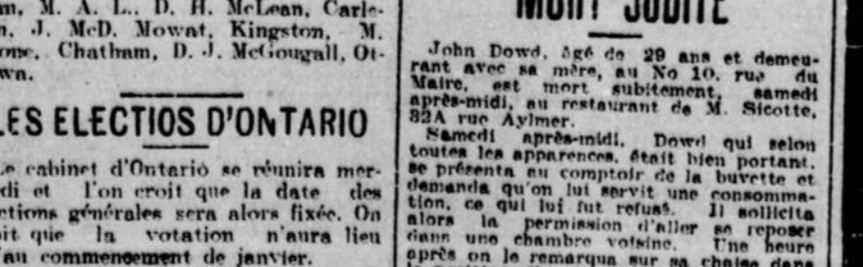 m, M. A. L., D. H. McLean, Carle-
n, J. McD. Mowat, Kingston, M.
ome, Chatham, D. J. McGougall, Ot-
wa.
LES ELECTIOS D'ONTARIO
Le cabinet d'Ontario se réunira mer-
di et l'on croit que la date des
ctions générales sera alors fixée. On
oit que la votation n'aura lieu
'au commencement de janvier.
MORT SUBITE
John Dowd, âgé de 29 ans et demeu-
rant avec sa mère, au No 10, rue du
Maire, est mort subitement, samedi
après-midi, au restaurant de M. Sicotte,
32A rue Aylmer.
Samedi après-midi, Dowd qui selon
toutes les apparences, était bien portant,
se présenta au comptoir de la buvette et
demanda qu'on lui servit une consomma-
tion, ce qui lui fut refusé. Il sollicita
alors la permission d'aller se reposer
dans une chambre voisine. Une heure
après on le remarqua sur sa chaise dans